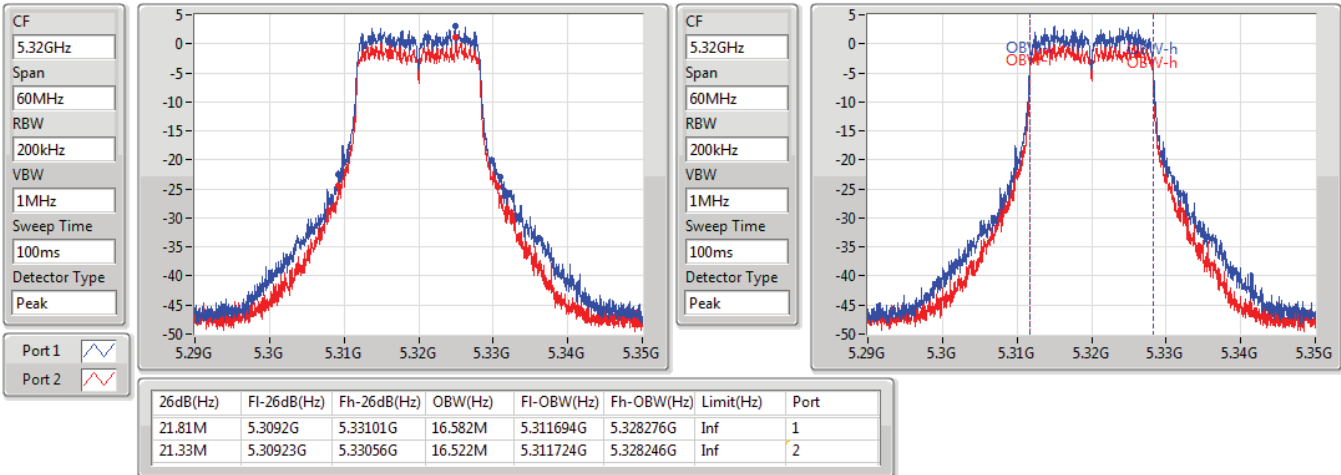 CF
5.32GHz
Span
60MHz
RBW
200kHz
VBW
1MHz
Sweep Time
100ms
Detector Type
Peak
Port 1
Port 2
5
0
-5
-10
-15
-20
-25
-30
-35
-40
-45
-50
5.29G 5.3G 5.31G 5.32G 5.33G 5.34G 5.35G
CF
5.32GHz
Span
60MHz
RBW
200kHz
VBW
1MHz
Sweep Time
100ms
Detector Type
Peak
5
0
-5
-10
-15
-20
-25
-30
-35
-40
-45
-50
OBW-h
OBW-h
5.29G 5.3G 5.31G 5.32G 5.33G 5.34G 5.35G
26dB(Hz) Fl-26dB(Hz) Fh-26dB(Hz) OBW(Hz) Fl-OBW(Hz) Fh-OBW(Hz) Limit(Hz) Port
21.81M 5.3092G 5.33101G 16.582M 5.311694G 5.328276G Inf 1
21.33M 5.30923G 5.33056G 16.522M 5.311724G 5.328246G Inf 2